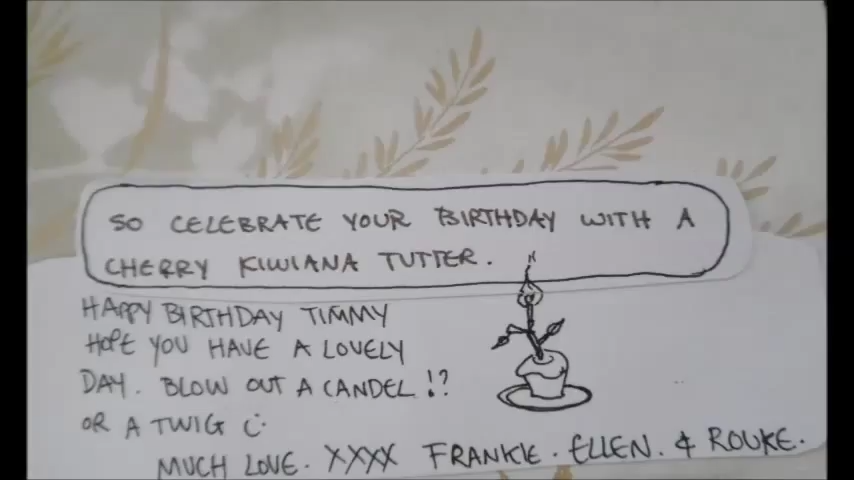 SO CELEBRATE YOUR BIRTHDAY WITH A
CHERRY KIWIANA TUTTER.
HAPPY BIRTHDAY TIMMY
HOPE YOU HAVE A LOVELY
DAY. BLOW OUT A CANDEL !?
OR A TWIG C:
MUCH LOVE. XXXX FRANKIE. ELLEN. & ROUKE.